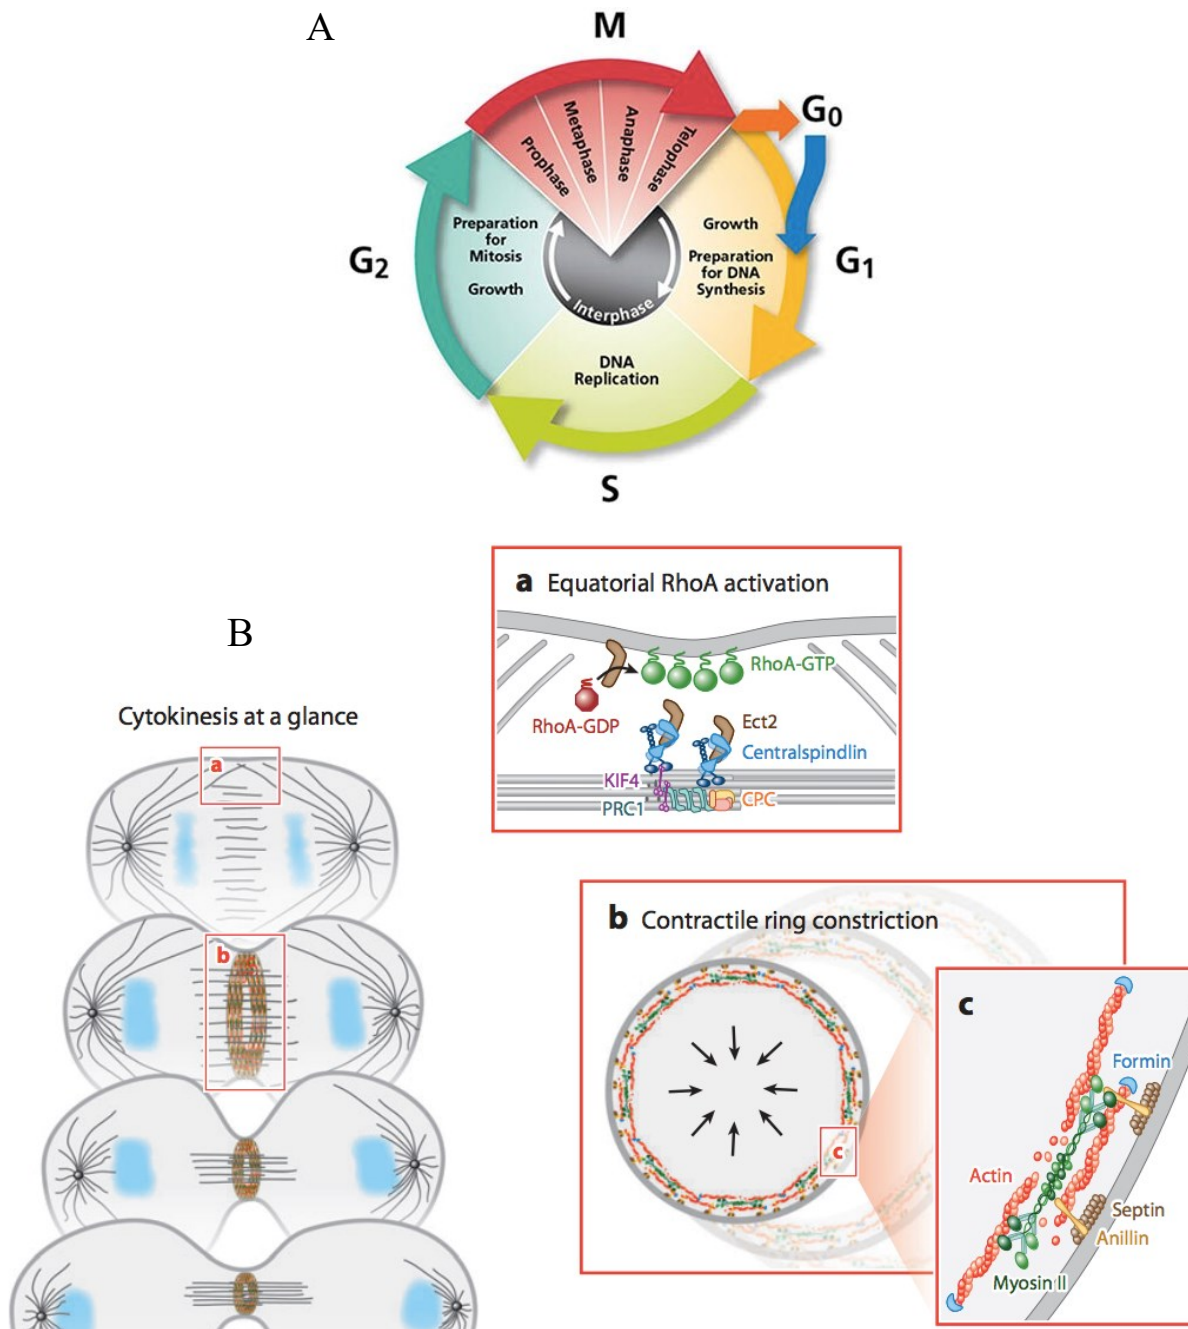 A
M
G0
Prophase
Metaphase
Anaphase
Telophase
Preparation
for
Mitosis
Growth
G2
Growth
Preparation
for DNA
Synthesis
G1
Interphase
DNA
Replication
S
B
Cytokinesis at a glance
a
b
a Equatorial RhoA activation
RhoA-GTP
RhoA-GDP
Ect2
Centralspindlin
KIF4
PRC1
CPC
b Contractile ring constriction
c
c
Formin
Actin
Septin
Anillin
Myosin II